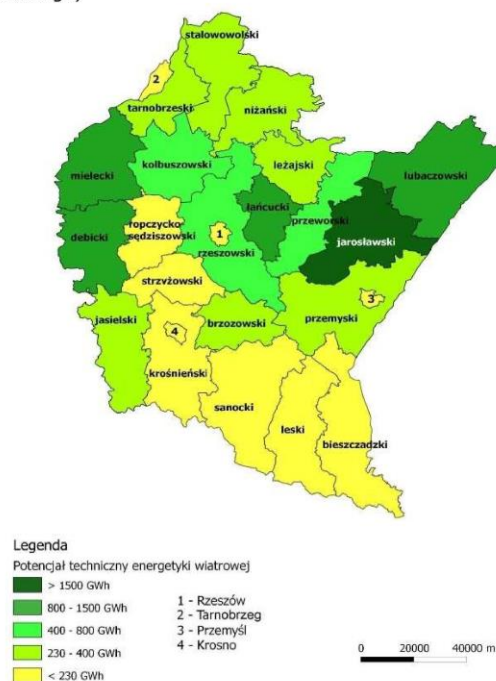 stalowowolski
2
tarnobrzeski
niżański
kolbuszowski
leżajski
mielecki
lubaczowski
łańcucki
ropczycko
sędziszowski
przeworski
1
dębicki
jarosławski
rzeszowski
strzyżowski
3
jasielski
brzozowski
przemyski
4
krośnieński
sanocki
leski
bieszczadzki
Legenda
Potencjał techniczny energetyki wiatrowej
> 1500 GWh
800 - 1500 GWh
400 - 800 GWh
230 - 400 GWh
< 230 GWh
1 - Rzeszów
2 - Tarnobrzeg
3 - Przemyśl
4 - Krosno
0 20000 40000 m